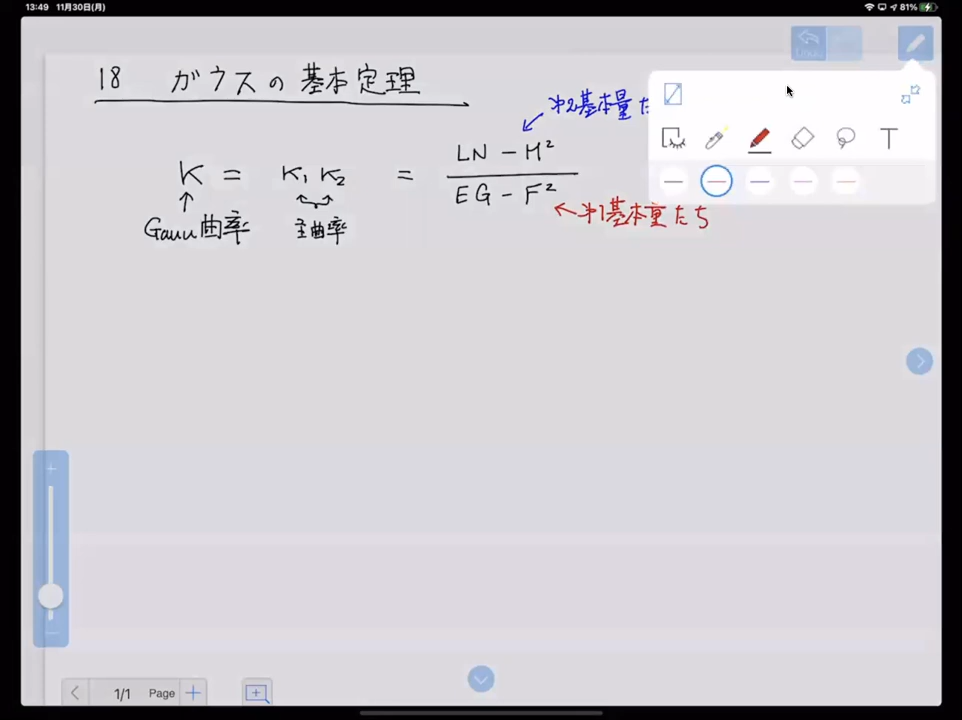 13:49 11月30日(月)
81%
Undo
18 ガウスの基本定理
第2基本量た
K = K₁ K₂ = LN - M² / EG - F²
第1基本量たち
Gauss曲率 主曲率
T
1/1 Page